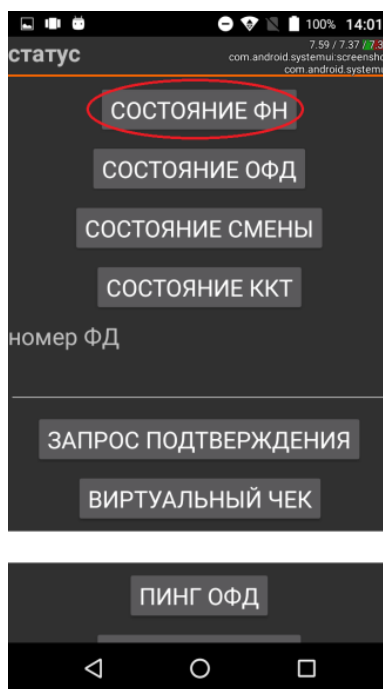 100% 14:01
статус
7.59 / 7.37
com.android.systemui:screensho
com.android.systemu
СОСТОЯНИЕ ФН
СОСТОЯНИЕ ОФД
СОСТОЯНИЕ СМЕНЫ
СОСТОЯНИЕ ККТ
номер ФД
ЗАПРОС ПОДТВЕРЖДЕНИЯ
ВИРТУАЛЬНЫЙ ЧЕК
ПИНГ ОФД